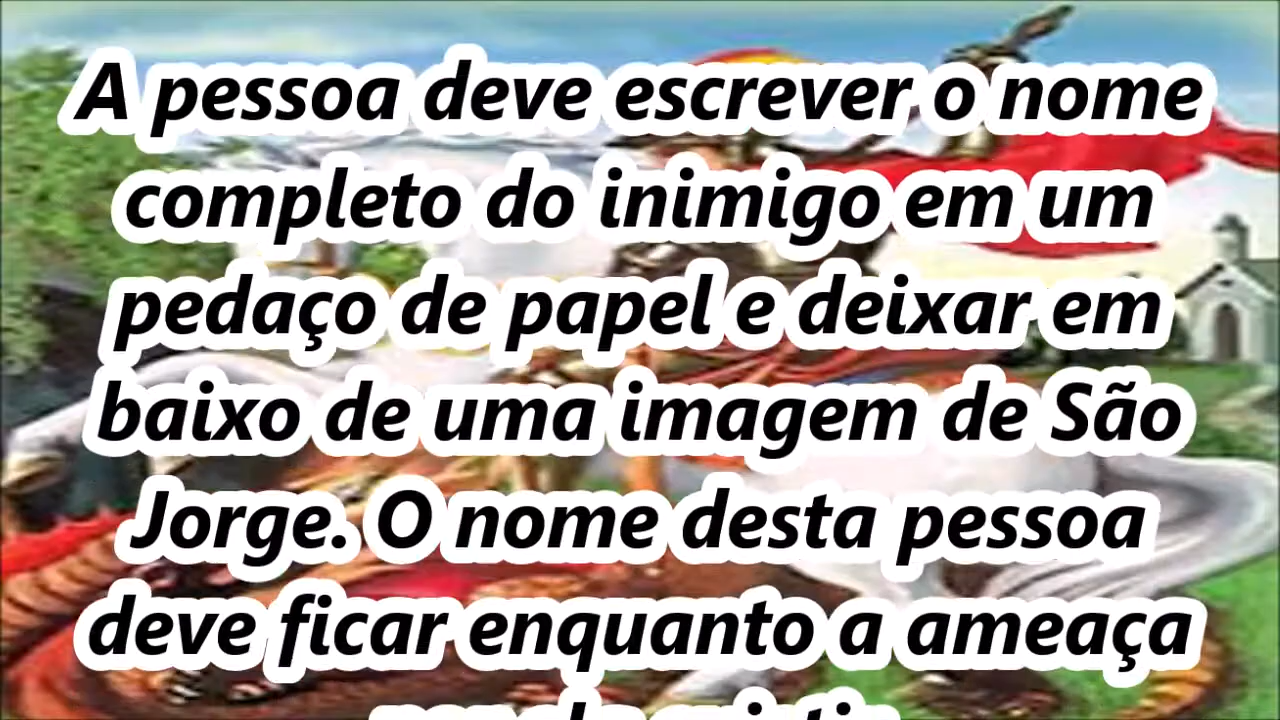 A pessoa deve escrever o nome
completo do inimigo em um
pedaço de papel e deixar em
baixo de uma imagem de São
Jorge. O nome desta pessoa
deve ficar enquanto a ameaça